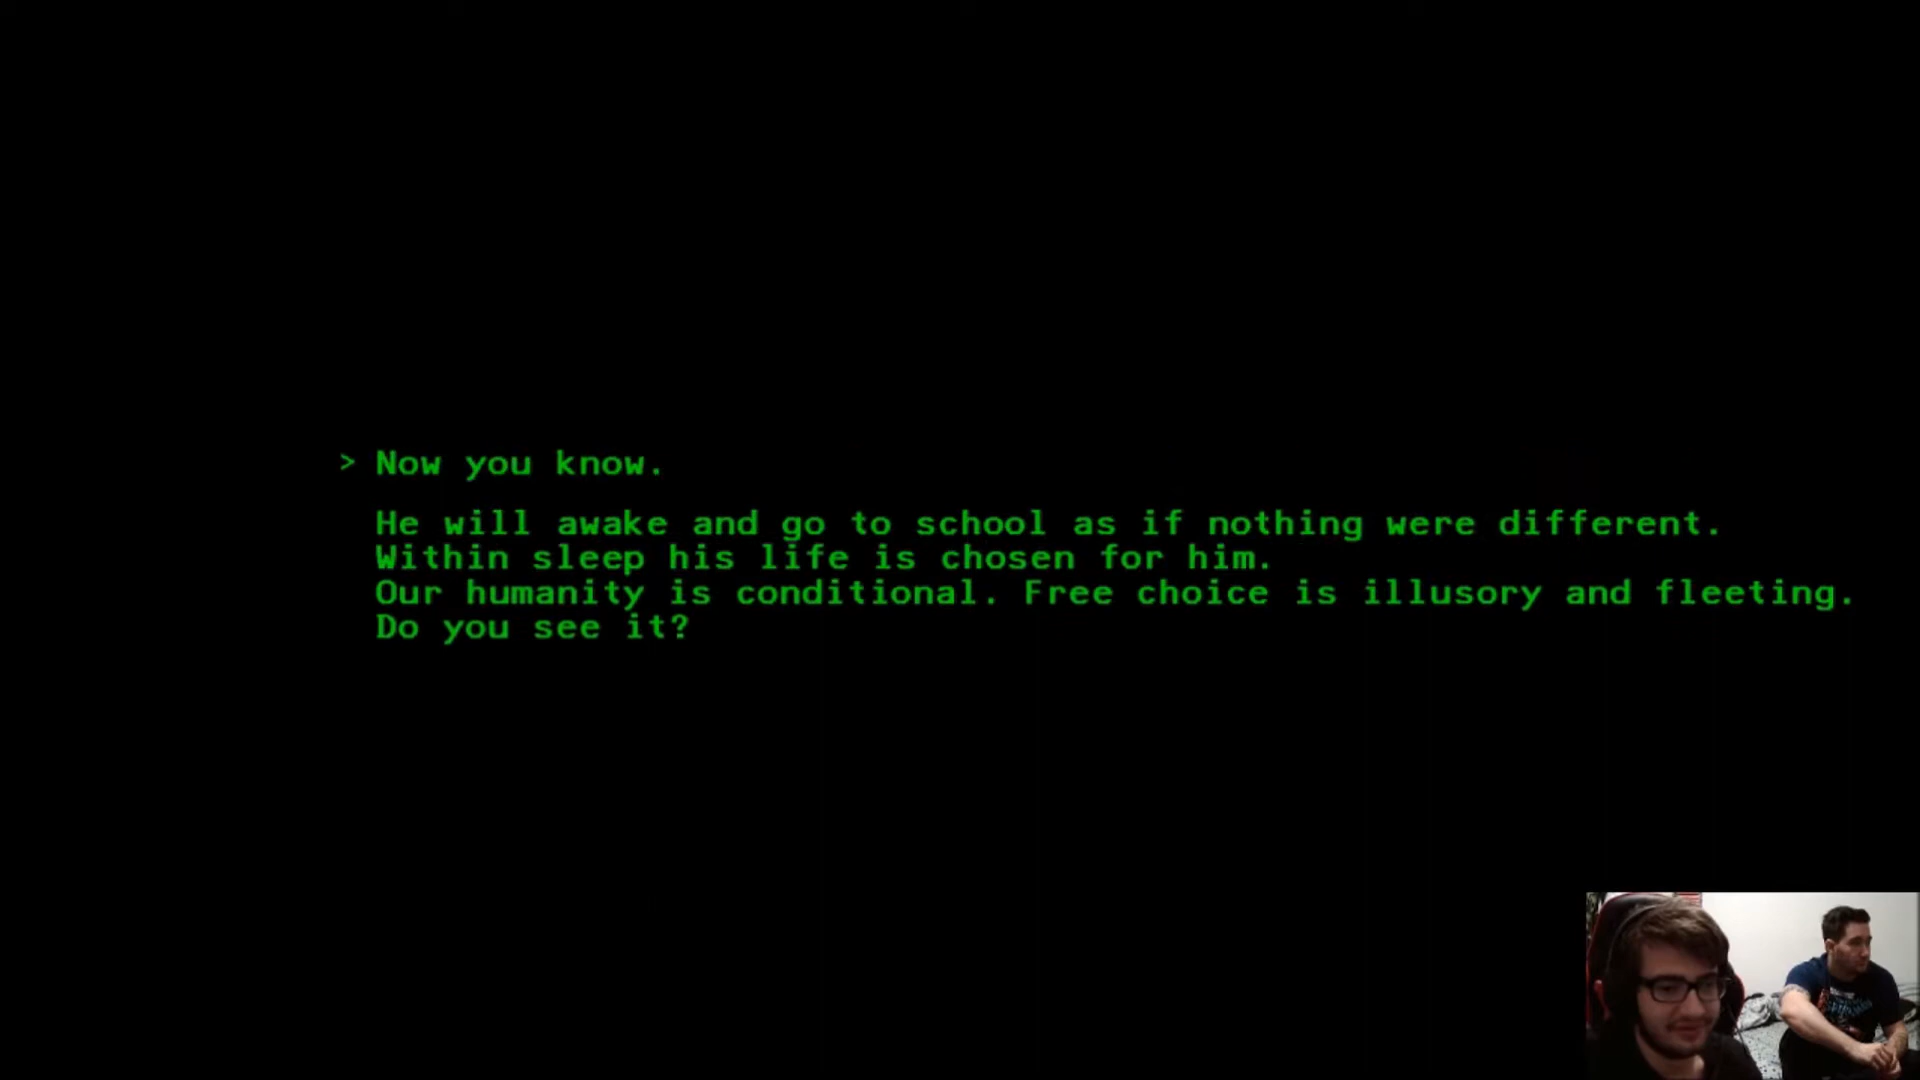 > Now you know.
He will awake and go to school as if nothing were different.
Within sleep his life is chosen for him.
Our humanity is conditional. Free choice is illusory and fleeting.
Do you see it?